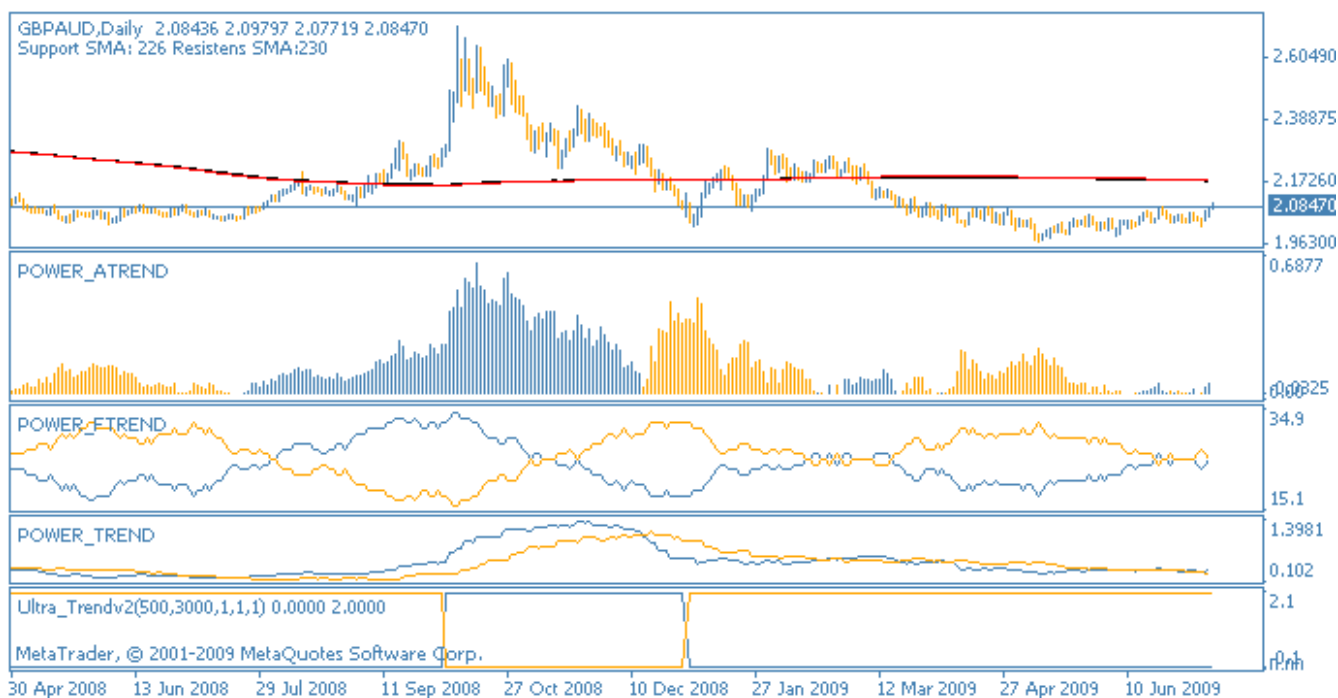 GBPAUD,Daily 2.08436 2.09797 2.07719 2.08470
Support SMA: 226 Resistens SMA:230
2.60490
2.38875
2.17260
2.08470
1.96300
POWER_ATREND
0.6877
0.0325
POWER_FTREND
34.9
15.1
POWER_TREND
1.3981
0.102
Ultra_Trendv2(500,3000,1,1,1) 0.0000 2.0000
2.1
MetaTrader, © 2001-2009 MetaQuotes Software Corp.
30 Apr 2008 13 Jun 2008 29 Jul 2008 11 Sep 2008 27 Oct 2008 10 Dec 2008 27 Jan 2009 12 Mar 2009 27 Apr 2009 10 Jun 2009